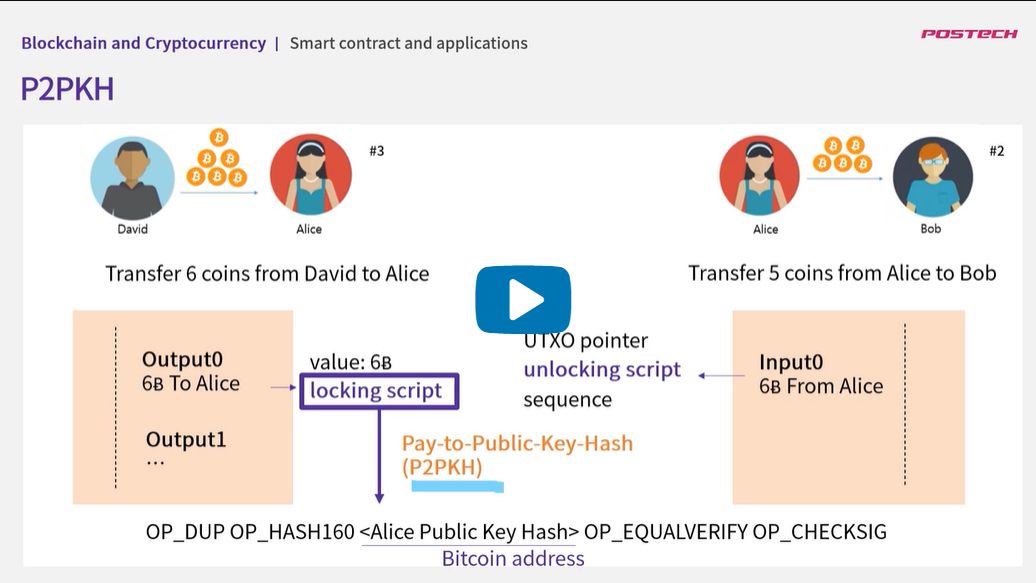 Blockchain and Cryptocurrency | Smart contract and applications
POSTECH
P2PKH
David
Alice
#3
Alice
Bob
#2
Transfer 6 coins from David to Alice
Transfer 5 coins from Alice to Bob
Output0
6Ƀ To Alice
Output1
...
value: 6Ƀ
locking script
UTXO pointer
unlocking script
sequence
Input0
6Ƀ From Alice
Pay-to-Public-Key-Hash
(P2PKH)
OP_DUP OP_HASH160 <Alice Public Key Hash> OP_EQUALVERIFY OP_CHECKSIG
Bitcoin address